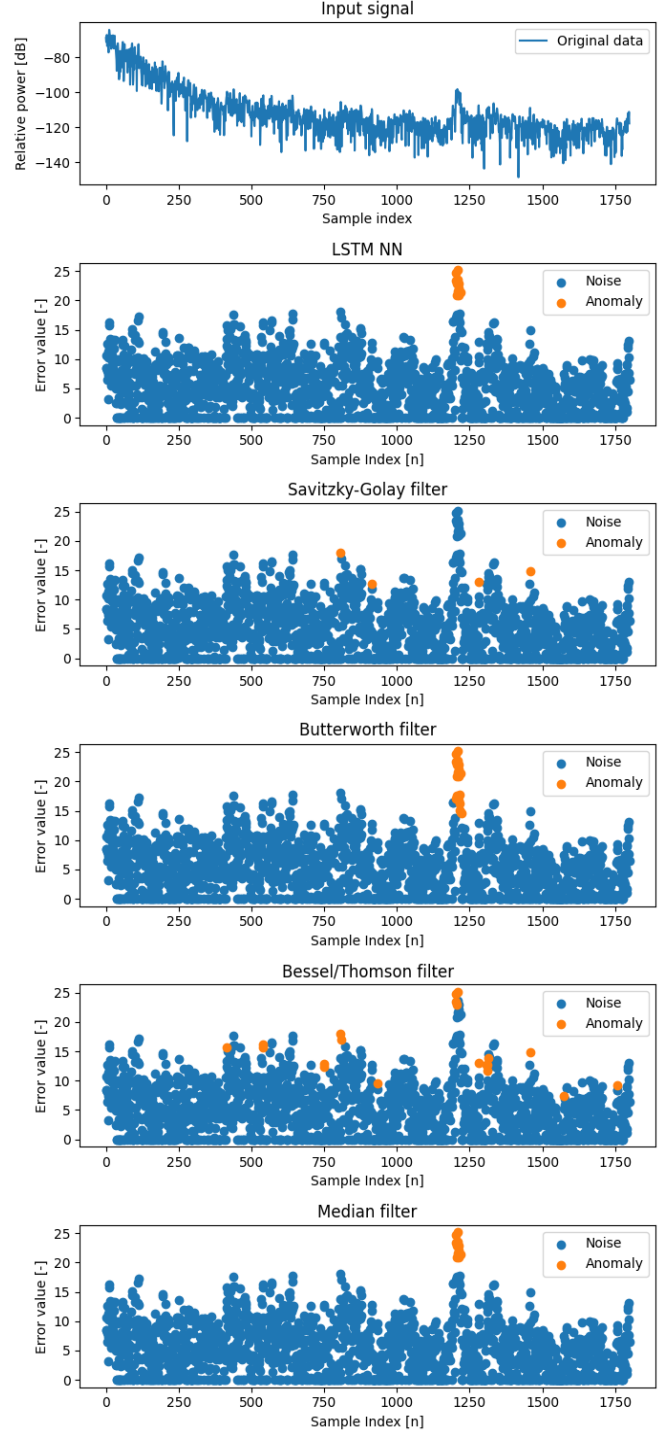 Input signal
Relative power [dB]
−80
−100
−120
−140
Original data
0 250 500 750 1000 1250 1500 1750
Sample index
LSTM NN
Error value [-]
25
20
15
10
5
0
Noise
Anomaly
0 250 500 750 1000 1250 1500 1750
Sample Index [n]
Savitzky-Golay filter
Error value [-]
25
20
15
10
5
0
Noise
Anomaly
0 250 500 750 1000 1250 1500 1750
Sample Index [n]
Butterworth filter
Error value [-]
25
20
15
10
5
0
Noise
Anomaly
0 250 500 750 1000 1250 1500 1750
Sample Index [n]
Bessel/Thomson filter
Error value [-]
25
20
15
10
5
0
Noise
Anomaly
0 250 500 750 1000 1250 1500 1750
Sample Index [n]
Median filter
Error value [-]
25
20
15
10
5
0
Noise
Anomaly
0 250 500 750 1000 1250 1500 1750
Sample Index [n]